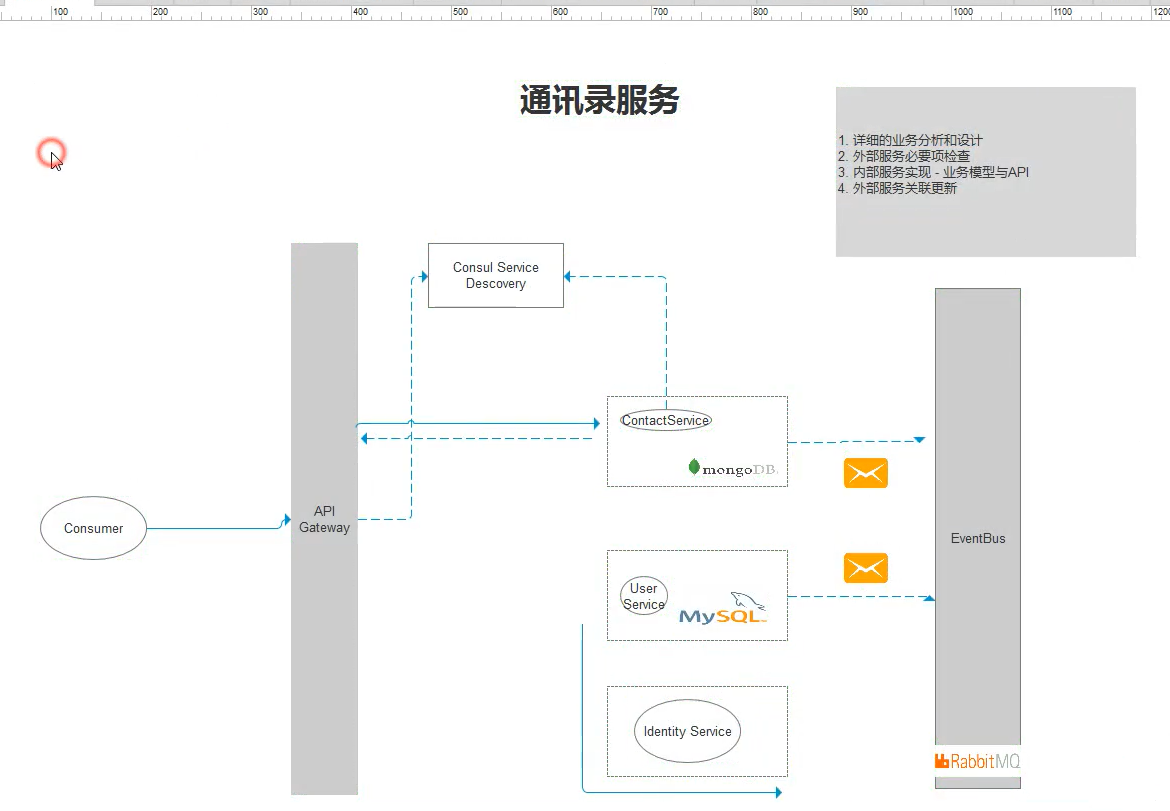 100 200 300 400 500 600 700 800 900 1000 1100 1200
通讯录服务
1. 详细的业务分析和设计
2. 外部服务必要项检查
3. 内部服务实现 - 业务模型与API
4. 外部服务关联更新
Consul Service
Descovery
ContactService
mongoDB.
Consumer
API
Gateway
EventBus
User
Service
MySQL
Identity Service
RabbitMQ